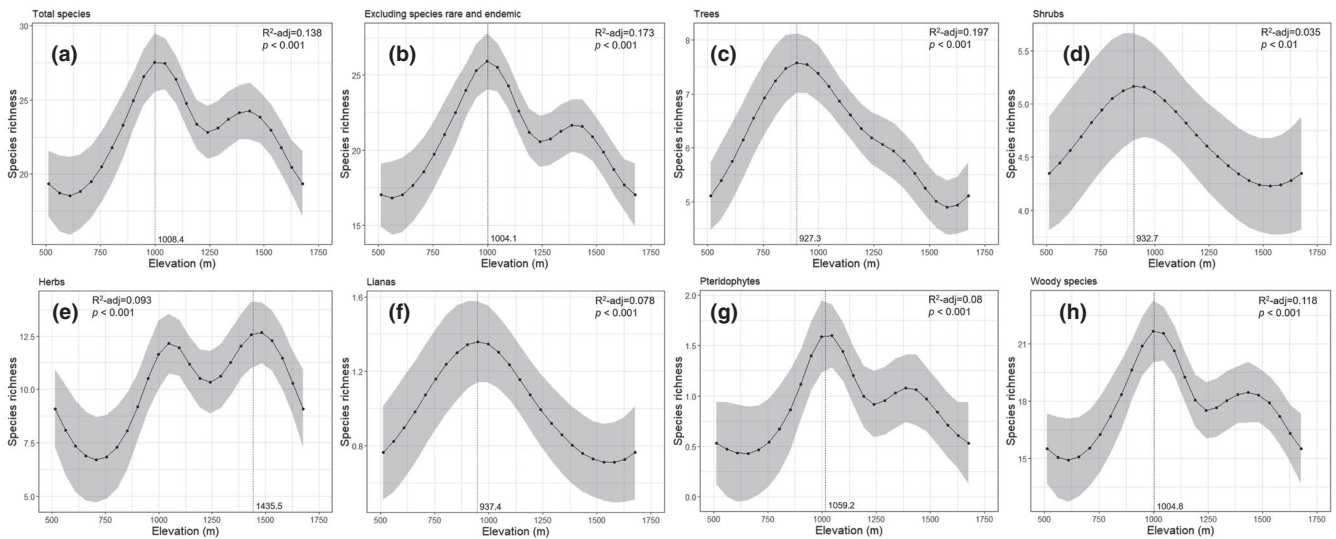 Total species
(a)
R²-adj=0.138
p < 0.001
Species richness
30
25
20
1008.4
500 750 1000 1250 1500 1750
Elevation (m)
Excluding species rare and endemic
(b)
R²-adj=0.173
p < 0.001
Species richness
25
20
15
1004.1
500 750 1000 1250 1500 1750
Elevation (m)
Trees
(c)
R²-adj=0.197
p < 0.001
Species richness
8
7
6
5
927.3
500 750 1000 1250 1500 1750
Elevation (m)
Shrubs
(d)
R²-adj=0.035
p < 0.01
Species richness
5.5
5.0
4.5
4.0
932.7
500 750 1000 1250 1500 1750
Elevation (m)
Herbs
(e)
R²-adj=0.093
p < 0.001
Species richness
12.5
10.0
7.5
5.0
1435.5
500 750 1000 1250 1500 1750
Elevation (m)
Lianas
(f)
R²-adj=0.078
p < 0.001
Species richness
1.6
1.2
0.8
937.4
500 750 1000 1250 1500 1750
Elevation (m)
Pteridophytes
(g)
R²-adj=0.08
p < 0.001
Species richness
2.0
1.5
1.0
0.5
0.0
1059.2
500 750 1000 1250 1500 1750
Elevation (m)
Woody species
(h)
R²-adj=0.118
p < 0.001
Species richness
21
18
15
1004.8
500 750 1000 1250 1500 1750
Elevation (m)